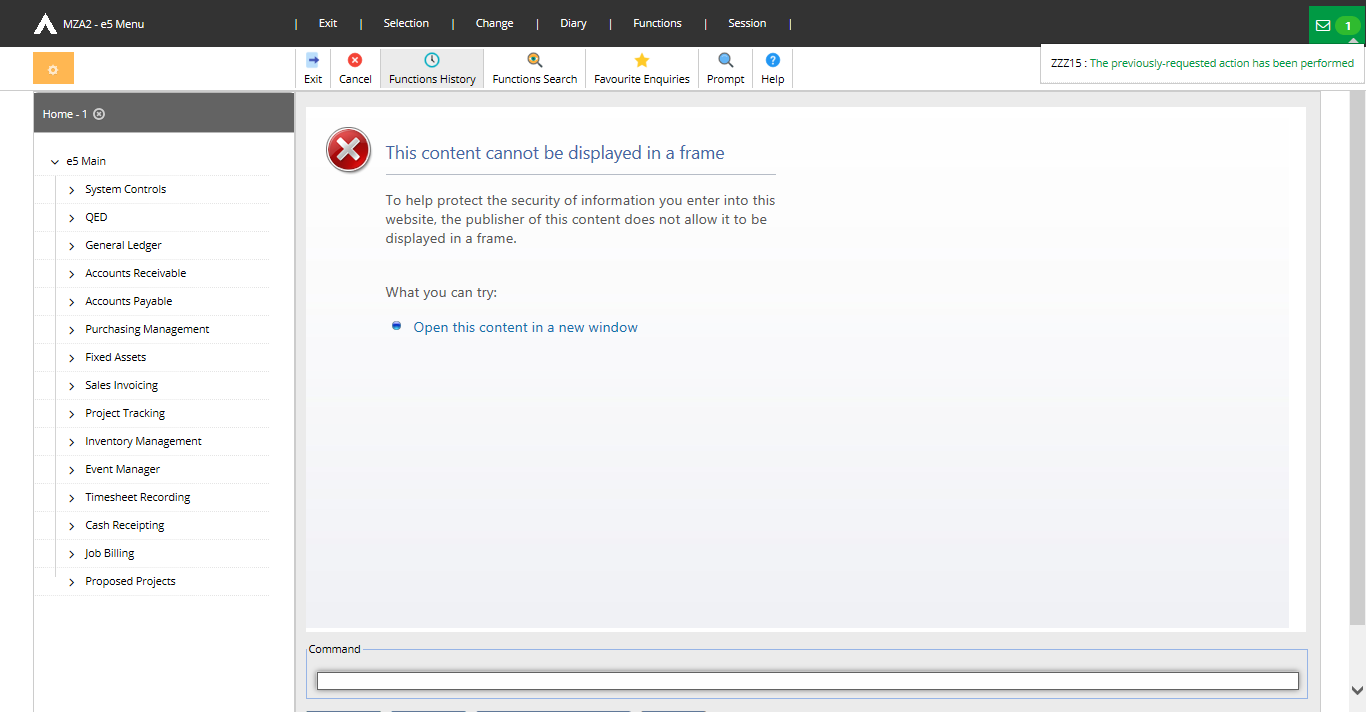 MZA2 - e5 Menu
| Exit | Selection | Change | Diary | Functions | Session |
1
Exit
Cancel
Functions History
Functions Search
Favourite Enquiries
Prompt
Help
ZZZ15 : The previously-requested action has been performed
Home - 1
e5 Main
System Controls
QED
General Ledger
Accounts Receivable
Accounts Payable
Purchasing Management
Fixed Assets
Sales Invoicing
Project Tracking
Inventory Management
Event Manager
Timesheet Recording
Cash Receipting
Job Billing
Proposed Projects
This content cannot be displayed in a frame
To help protect the security of information you enter into this
website, the publisher of this content does not allow it to be
displayed in a frame.
What you can try:
Open this content in a new window
Command